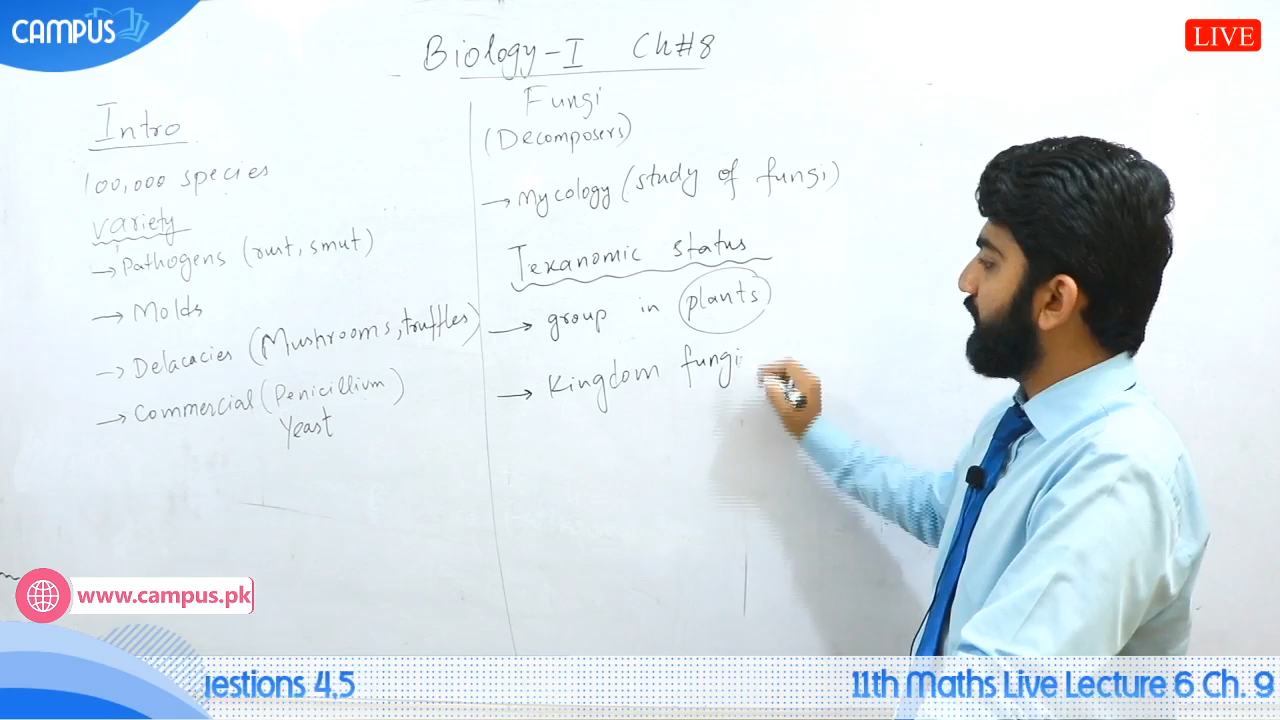 CAMPUS
LIVE
Biology-I Ch#8
Intro
100,000 species
variety
→ Pathogens (rust, smut)
→ Molds
→ Delacacies (Mushrooms, truffles)
→ Commercial (Penicillium)
Yeast
Fungi
(Decomposers)
→ Mycology (study of fungi)
Texanomic status
→ group in plants
→ Kingdom fungi
www.campus.pk
uestions 4,5
11th Maths Live Lecture 6 Ch. 9